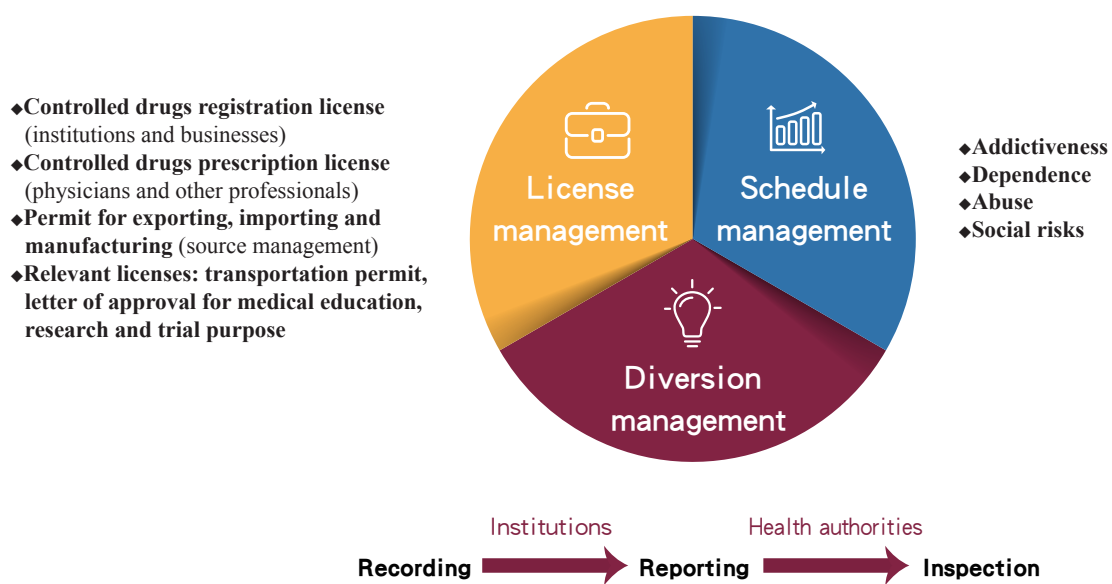 ◆Controlled drugs registration license
(institutions and businesses)
◆Controlled drugs prescription license
(physicians and other professionals)
◆Permit for exporting, importing and
manufacturing (source management)
◆Relevant licenses: transportation permit,
letter of approval for medical education,
research and trial purpose
License
management
Schedule
management
Diversion
management
◆Addictiveness
◆Dependence
◆Abuse
◆Social risks
Institutions
Health authorities
Recording
Reporting
Inspection